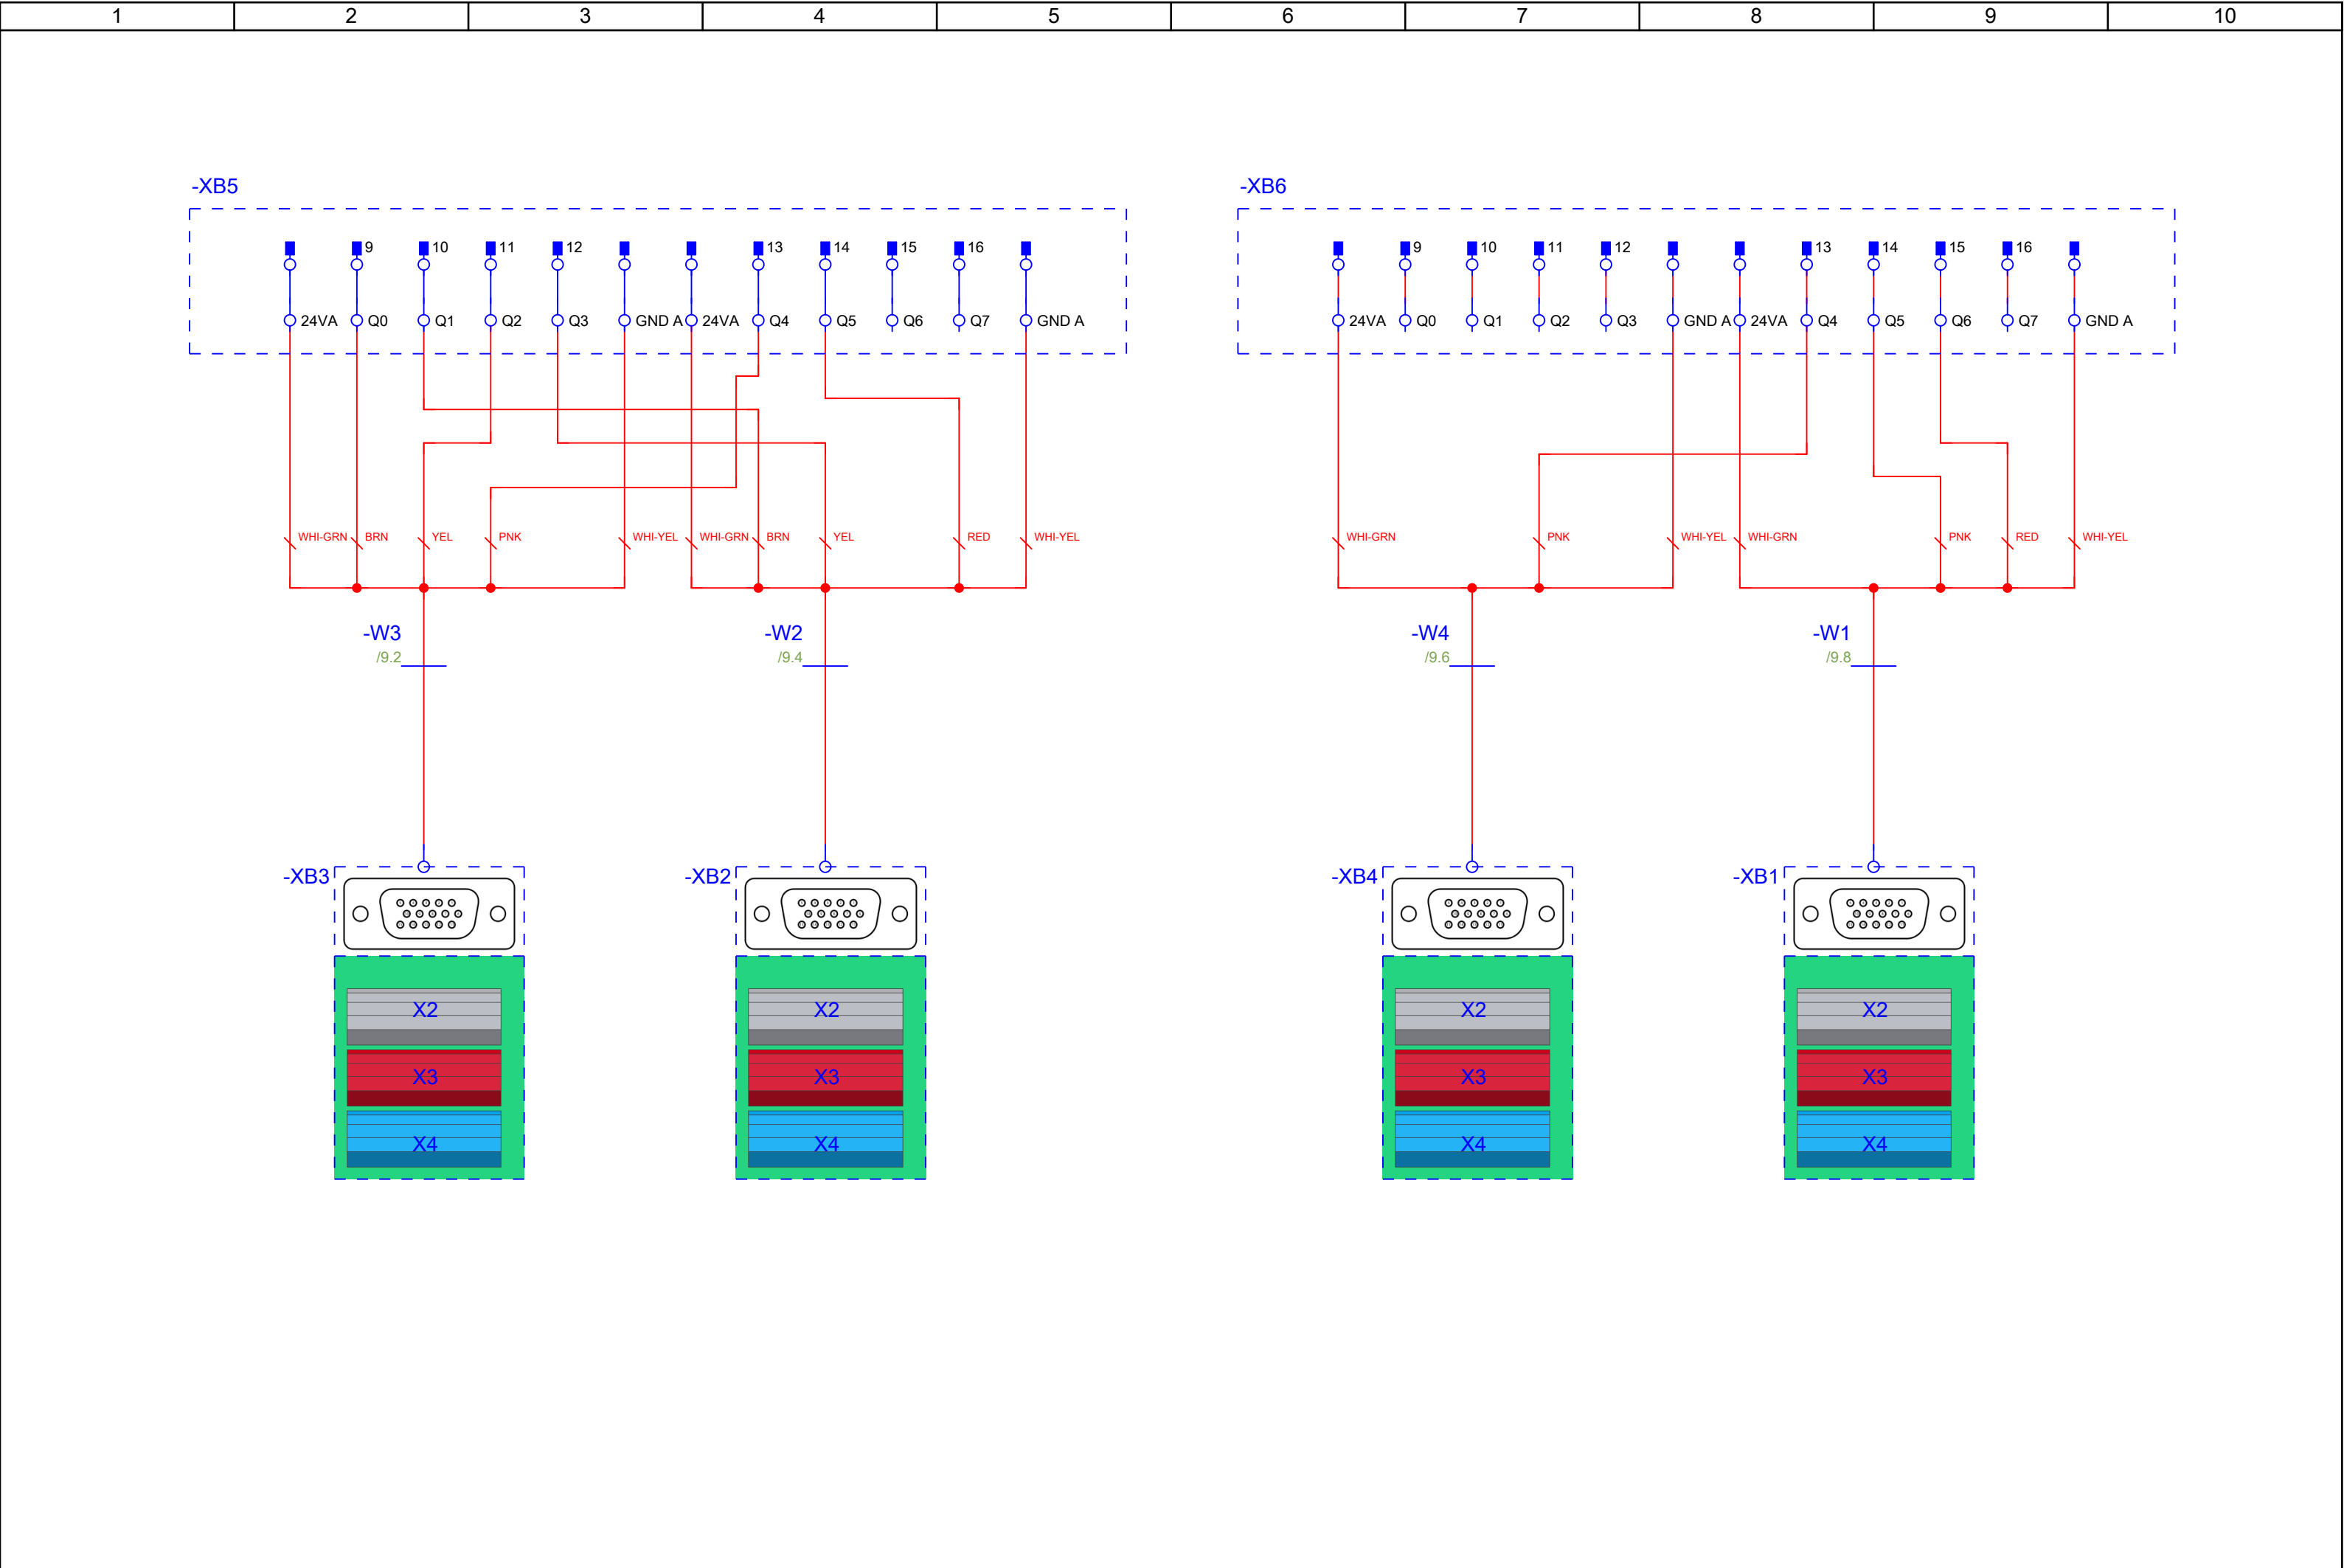 1 2 3 4 5 6 7 8 9 10
-XB5 -XB6
9 10 11 12 13 14 15 16 9 10 11 12 13 14 15 16
24VA Q0 Q1 Q2 Q3 GND A 24VA Q4 Q5 Q6 Q7 GND A 24VA Q0 Q1 Q2 Q3 GND A 24VA Q4 Q5 Q6 Q7 GND A
WHI-GRN BRN YEL PNK WHI-YEL WHI-GRN BRN YEL RED WHI-YEL WHI-GRN PNK WHI-YEL WHI-GRN PNK RED WHI-YEL
-W3 -W2 -W4 -W1
/9.2 /9.4 /9.6 /9.8
-XB3 -XB2 -XB4 -XB1
X2 X2 X2 X2
X3 X3 X3 X3
X4 X4 X4 X4